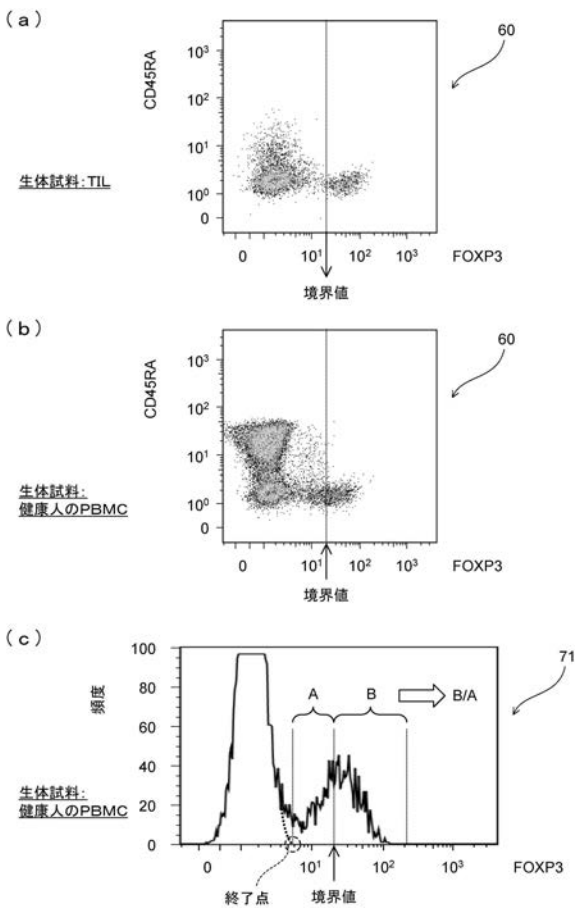 (a)
60
CD45RA
10³
10²
10¹
10⁰
0
生体試料:TIL
0 10¹ 10² 10³ FOXP3
境界値
(b)
60
CD45RA
10³
10²
10¹
10⁰
0
生体試料:
健康人のPBMC
0 10¹ 10² 10³ FOXP3
境界値
(c)
71
頻度
100
80
60
40
20
0
A B B/A
生体試料:
健康人のPBMC
0 10¹ 10² 10³ FOXP3
終了点 境界値